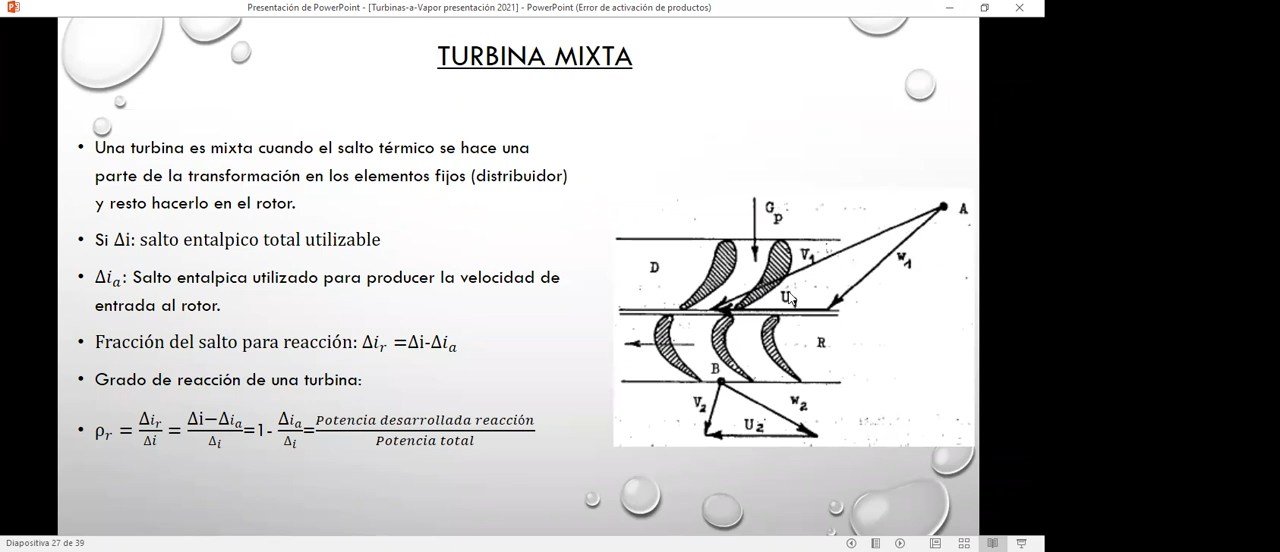 Presentación de PowerPoint - [Turbinas-a-Vapor presentación 2021] - PowerPoint (Error de activación de productos)
TURBINA MIXTA
• Una turbina es mixta cuando el salto térmico se hace una
parte de la transformación en los elementos fijos (distribuidor)
y resto hacerlo en el rotor.
• Si Δi: salto entalpico total utilizable
• Δiₐ: Salto entalpica utilizado para producer la velocidad de
entrada al rotor.
• Fracción del salto para reacción: Δiᵣ =Δi-Δiₐ
• Grado de reacción de una turbina:
• ρᵣ = Δiᵣ/Δi = Δi−Δiₐ/Δᵢ =1- Δiₐ/Δᵢ = Potencia desarrollada reacción/Potencia total
Gp
A
D
V₁
w₁
U
R
B
V₂
w₂
U₂
Diapositiva 27 de 39